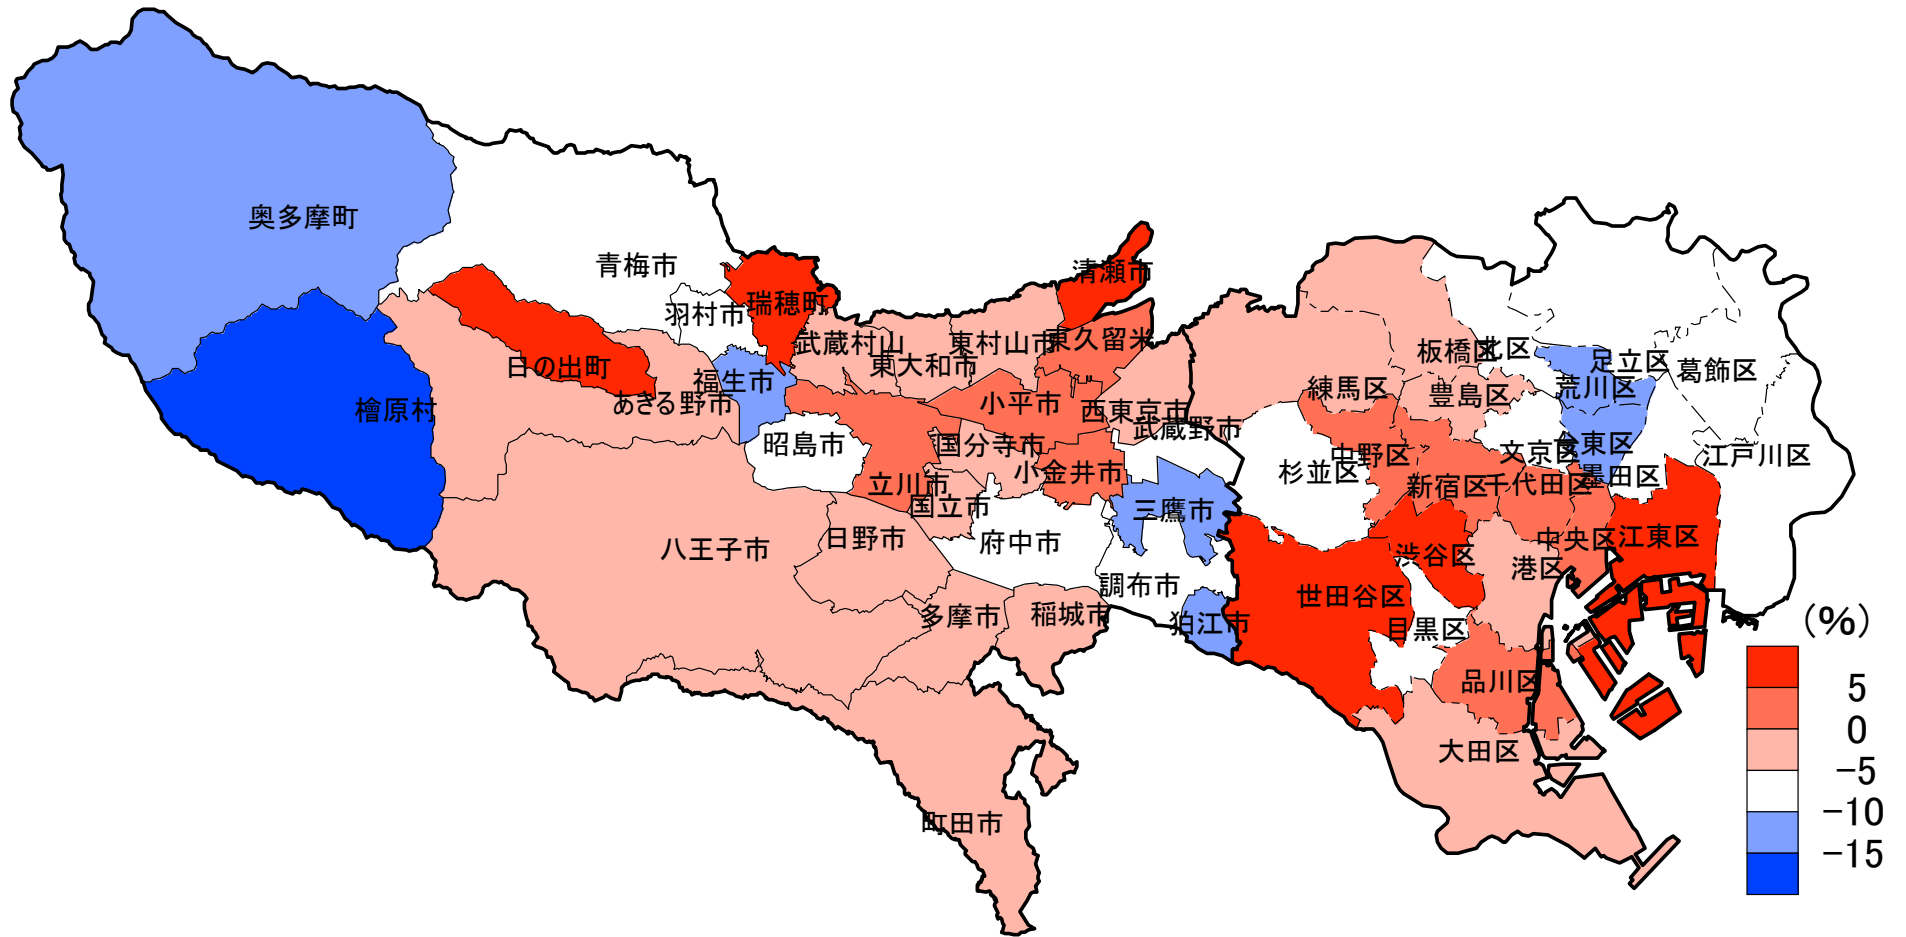 奥多摩町
青梅市
羽村市
瑞穂町
清瀬市
日の出町
武蔵村山
東大和市
東村山市
東久留米
福生市
あきる野市
檜原村
昭島市
小平市
西東京市
武蔵野市
国分寺市
小金井市
立川市
国立市
三鷹市
八王子市
日野市
府中市
調布市
多摩市
稲城市
狛江市
町田市
板橋区
北区
足立区
葛飾区
練馬区
豊島区
荒川区
杉並区
中野区
文京区
台東区
江戸川区
新宿区
千代田区
墨田区
渋谷区
港区
中央区
江東区
世田谷区
目黒区
品川区
大田区
(%)
5
0
−5
−10
−15